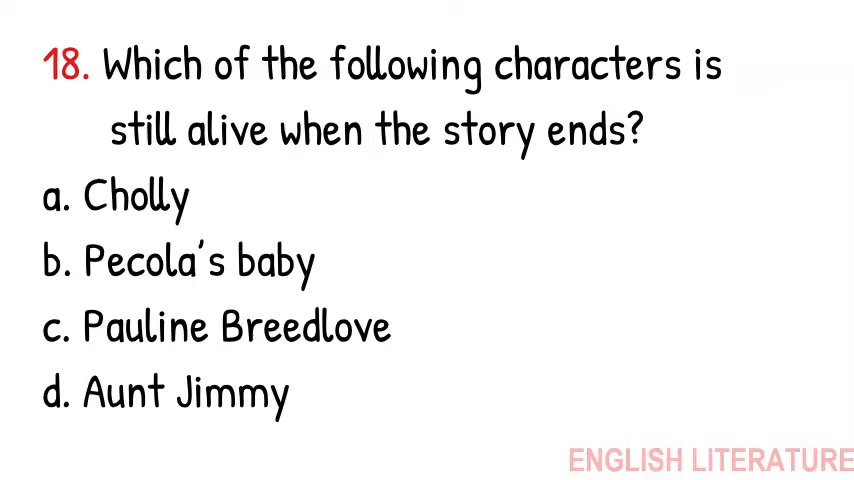 18. Which of the following characters is
still alive when the story ends?
a. Cholly
b. Pecola's baby
c. Pauline Breedlove
d. Aunt Jimmy
ENGLISH LITERATURE